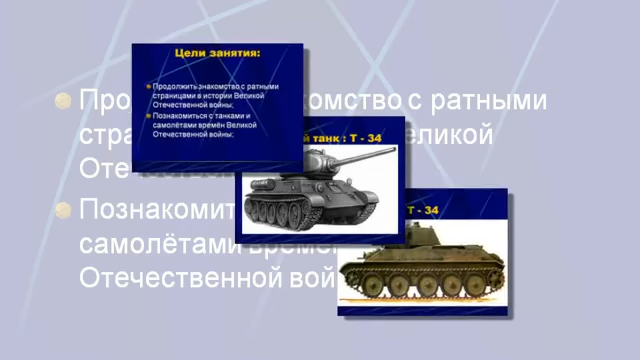 Цели занятия:
Продолжить знакомство с ратными
страницами в истории Великой
Отечественной войны;
Познакомиться с танками и
самолётами времён Великой
Отечественной войны;
й танк : Т - 34
Т - 34
Про комство с ратными
стра еликой
Оте
Познакомит
самолётами време
Отечественной вой